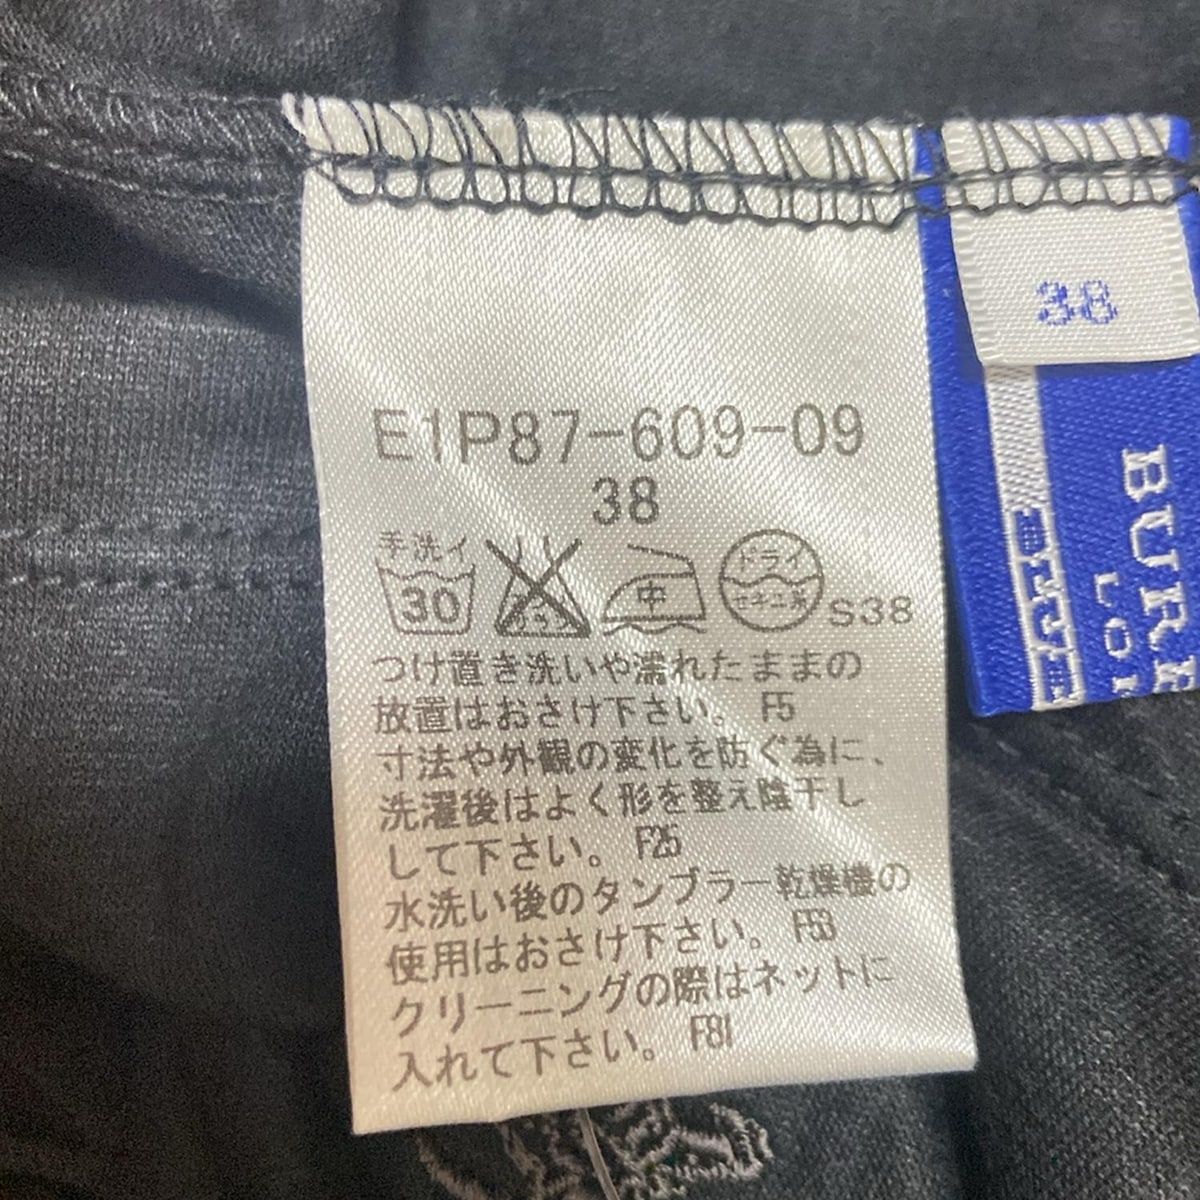 E1P87-609-09
38
手洗イ
30
中
ドライ
セキユ系
S38
つけ置き洗いや濡れたままの
放置はおさけ下さい。 F5
寸法や外観の変化を防ぐ為に、
洗濯後はよく形を整え陰干し
して下さい。 F25
水洗い後のタンブラー乾燥機の
使用はおさけ下さい。 F53
クリーニングの際はネットに
入れて下さい。 F81
38
BUR
LO